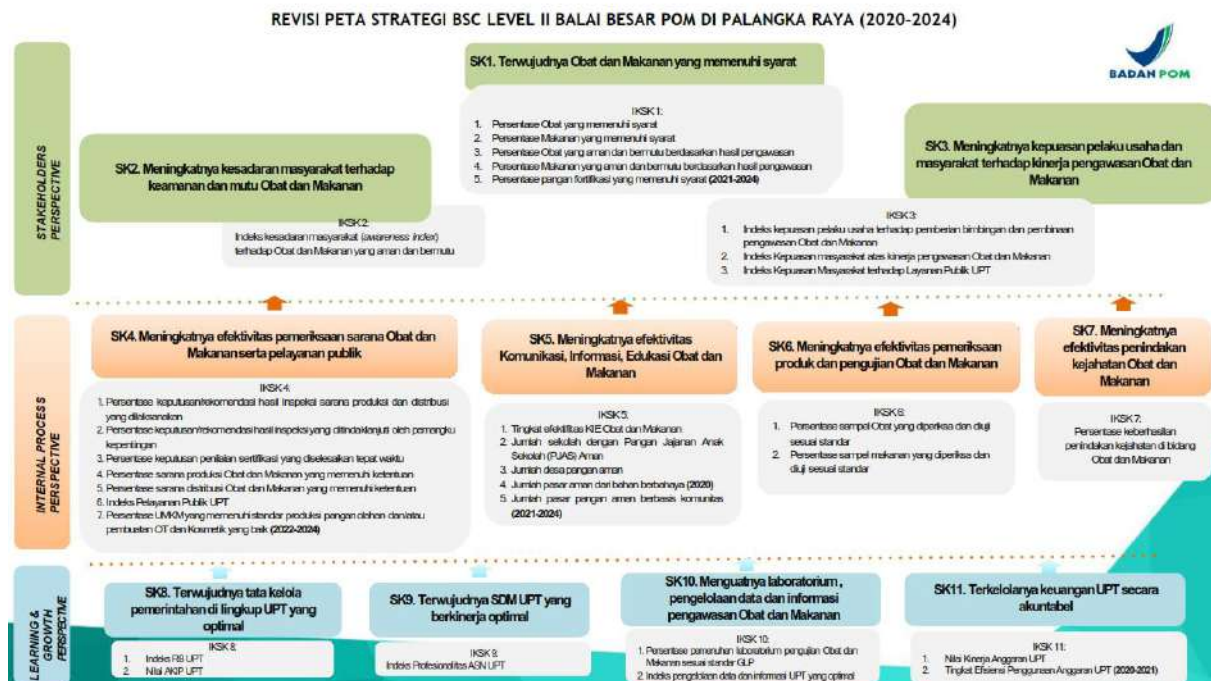 REVISI PETA STRATEGI BSC LEVEL II BALAI BESAR POM DI PALANGKA RAYA (2020-2024)
BADAN POM
STAKEHOLDERS
PERSPECTIVE
SK1. Terwujudnya Obat dan Makanan yang memenuhi syarat
IKSK 1:
1. Persentase Obat yang memenuhi syarat
2. Persentase Makanan yang memenuhi syarat
3. Persentase Obat yang aman dan bermutu berdasarkan hasil pengawasan
4. Persentase Makanan yang aman dan bermutu berdasarkan hasil pengawasan
5. Persentase pangan fortifikasi yang memenuhi syarat (2021-2024)
SK2. Meningkatnya kesadaran masyarakat terhadap
keamanan dan mutu Obat dan Makanan
IKSK 2:
Indeks kesadaran masyarakat (awareness index)
terhadap Obat dan Makanan yang aman dan bermutu
SK3. Meningkatnya kepuasan pelaku usaha dan
masyarakat terhadap kinerja pengawasan Obat dan
Makanan
IKSK 3:
1. Indeks kepuasan pelaku usaha terhadap pemberian bimbingan dan pembinaan
pengawasan Obat dan Makanan
2. Indeks Kepuasan masyarakat atas kinerja pengawasan Obat dan Makanan
3. Indeks Kepuasan Masyarakat terhadap Layanan Publik UPT
INTERNAL PROCESS
PERSPECTIVE
SK4. Meningkatnya efektivitas pemeriksaan sarana Obat dan
Makanan serta pelayanan publik
IKSK 4:
1. Persentase keputusan/rekomendasi hasil Inspeksi sarana produksi dan distribusi
yang dilaksanakan
2. Persentase keputusan/rekomendasi hasil inspeksi yang ditindaklanjuti oleh pemangku
kepentingan
3. Persentase keputusan penilaian sertifikasi yang diselesaikan tepat waktu
4. Persentase sarana produksi Obat dan Makanan yang memenuhi ketentuan
5. Persentase sarana distribusi Obat dan Makanan yang memenuhi ketentuan
6. Indeks Pelayanan Publik UPT
7. Persentase UMKM yang memenuhi standar produksi pangan olahan dan/atau
pembuatan OT dan Kosmetik yang baik (2022-2024)
SK5. Meningkatnya efektivitas
Komunikasi, Informasi, Edukasi Obat dan
Makanan
IKSK 5:
1. Tingkat efektifitas KIE Obat dan Makanan
2. Jumlah sekolah dengan Pangan Jajanan Anak
Sekolah (PJAS) Aman
3. Jumlah desa pangan aman
4. Jumlah pasar aman dari bahan berbahaya (2020)
5. Jumlah pasar pangan aman berbasis komunitas
(2021-2024)
SK6. Meningkatnya efektivitas pemeriksaan
produk dan pengujian Obat dan Makanan
IKSK 6:
1. Persentase sampel Obat yang diperiksa dan diuji
sesuai standar
2. Persentase sampel makanan yang diperiksa dan
diuji sesuai standar
SK7. Meningkatnya
efektivitas penindakan
kejahatan Obat dan
Makanan
IKSK 7:
Persentase keberhasilan
penindakan kejahatan di bidang
Obat dan Makanan
LEARNING &
GROWTH
PERSPECTIVE
SK8. Terwujudnya tata kelola
pemerintahan di lingkup UPT yang
optimal
IKSK 8:
1. Indeks RB UPT
2. Nilai AKIP UPT
SK9. Terwujudnya SDM UPT yang
berkinerja optimal
IKSK 9:
Indeks Profesionalitas ASN UPT
SK10. Menguatnya laboratorium,
pengelolaan data dan informasi
pengawasan Obat dan Makanan
IKSK 10:
1. Persentase pemenuhan laboratorium pengujian Obat dan
Makanan sesuai standar GLP
2. Indeks pengelolaan data dan informasi UPT yang optimal
SK11. Terkelolanya keuangan UPT secara
akuntabel
IKSK 11:
1. Nilai Kinerja Anggaran UPT
2. Tingkat Efisiensi Penggunaan Anggaran UPT (2020-2021)